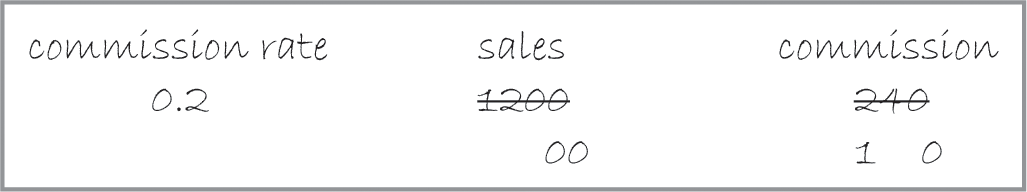 commission rate sales commission
0.2 1200 240
00 1 0